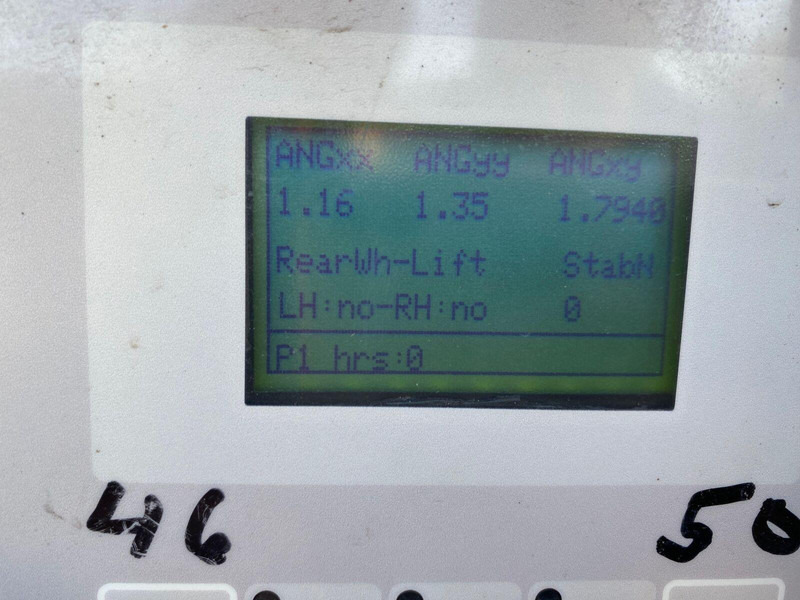 ANGxx ANGyy ANGxy
1.16 1.35 1.7940
RearWh-Lift StabN
LH:no-RH:no 0
P1 hrs:0
46 50